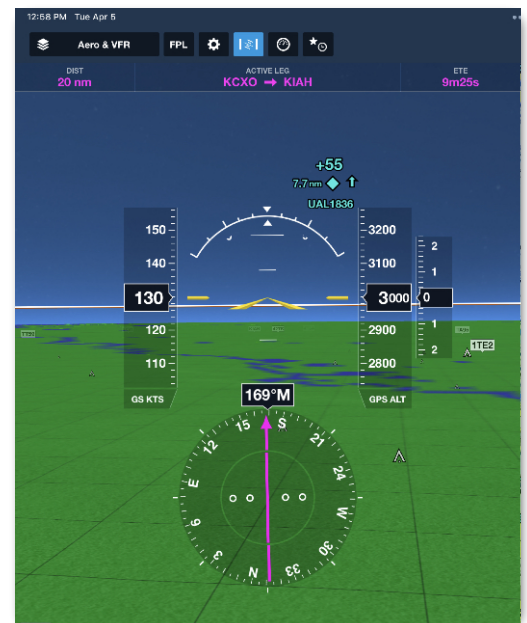 12:58 PM Tue Apr 5
Aero & VFR FPL
DIST ACTIVE LEG ETE
20 nm KCXO → KIAH 9m25s
+55
7.7 nm
UAL1836
150 3200
140 3100
130 3000
120 2900
110 2800
2
1
0
1
2
1TE2
GS KTS GPS ALT
169°M
S
21
24
W
30
33
N
3
6
E
12
15